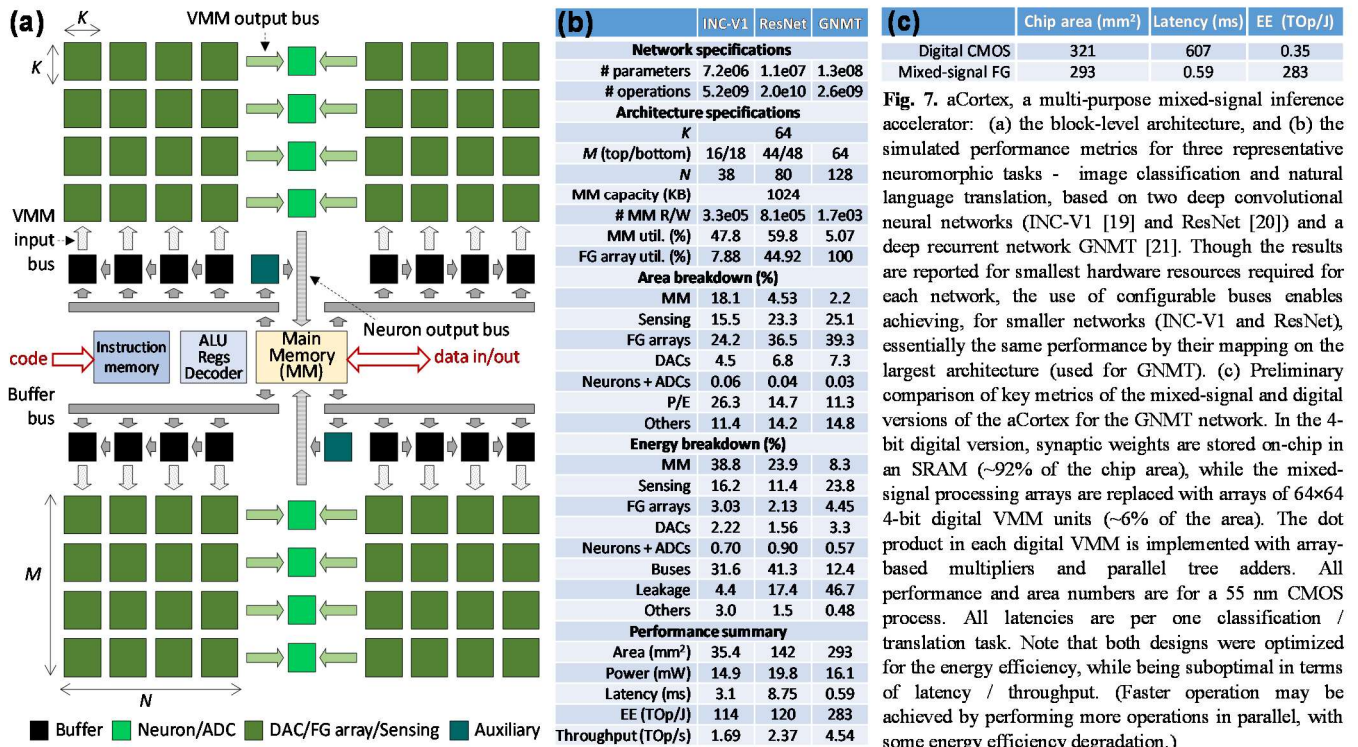 (a)
K
VMM output bus
K
VMM
input
bus
Neuron output bus
code
Instruction
memory
ALU
Regs
Decoder
Main
Memory
(MM)
data in/out
Buffer
bus
M
N
Buffer Neuron/ADC DAC/FG array/Sensing Auxiliary
(b)
INC-V1 ResNet GNMT
Network specifications
# parameters 7.2e06 1.1e07 1.3e08
# operations 5.2e09 2.0e10 2.6e09
Architecture specifications
K 64
M (top/bottom) 16/18 44/48 64
N 38 80 128
MM capacity (KB) 1024
# MM R/W 3.3e05 8.1e05 1.7e03
MM util. (%) 47.8 59.8 5.07
FG array util. (%) 7.88 44.92 100
Area breakdown (%)
MM 18.1 4.53 2.2
Sensing 15.5 23.3 25.1
FG arrays 24.2 36.5 39.3
DACs 4.5 6.8 7.3
Neurons + ADCs 0.06 0.04 0.03
P/E 26.3 14.7 11.3
Others 11.4 14.2 14.8
Energy breakdown (%)
MM 38.8 23.9 8.3
Sensing 16.2 11.4 23.8
FG arrays 3.03 2.13 4.45
DACs 2.22 1.56 3.3
Neurons + ADCs 0.70 0.90 0.57
Buses 31.6 41.3 12.4
Leakage 4.4 17.4 46.7
Others 3.0 1.5 0.48
Performance summary
Area (mm²) 35.4 142 293
Power (mW) 14.9 19.8 16.1
Latency (ms) 3.1 8.75 0.59
EE (TOp/J) 114 120 283
Throughput (TOp/s) 1.69 2.37 4.54
(c)
Chip area (mm²) Latency (ms) EE (TOp/J)
Digital CMOS 321 607 0.35
Mixed-signal FG 293 0.59 283
Fig. 7. aCortex, a multi-purpose mixed-signal inference
accelerator: (a) the block-level architecture, and (b) the
simulated performance metrics for three representative
neuromorphic tasks - image classification and natural
language translation, based on two deep convolutional
neural networks (INC-V1 [19] and ResNet [20]) and a
deep recurrent network GNMT [21]. Though the results
are reported for smallest hardware resources required for
each network, the use of configurable buses enables
achieving, for smaller networks (INC-V1 and ResNet),
essentially the same performance by their mapping on the
largest architecture (used for GNMT). (c) Preliminary
comparison of key metrics of the mixed-signal and digital
versions of the aCortex for the GNMT network. In the 4-
bit digital version, synaptic weights are stored on-chip in
an SRAM (~92% of the chip area), while the mixed-
signal processing arrays are replaced with arrays of 64×64
4-bit digital VMM units (~6% of the area). The dot
product in each digital VMM is implemented with array-
based multipliers and parallel tree adders. All
performance and area numbers are for a 55 nm CMOS
process. All latencies are per one classification /
translation task. Note that both designs were optimized
for the energy efficiency, while being suboptimal in terms
of latency / throughput. (Faster operation may be
achieved by performing more operations in parallel, with
some energy efficiency degradation.)